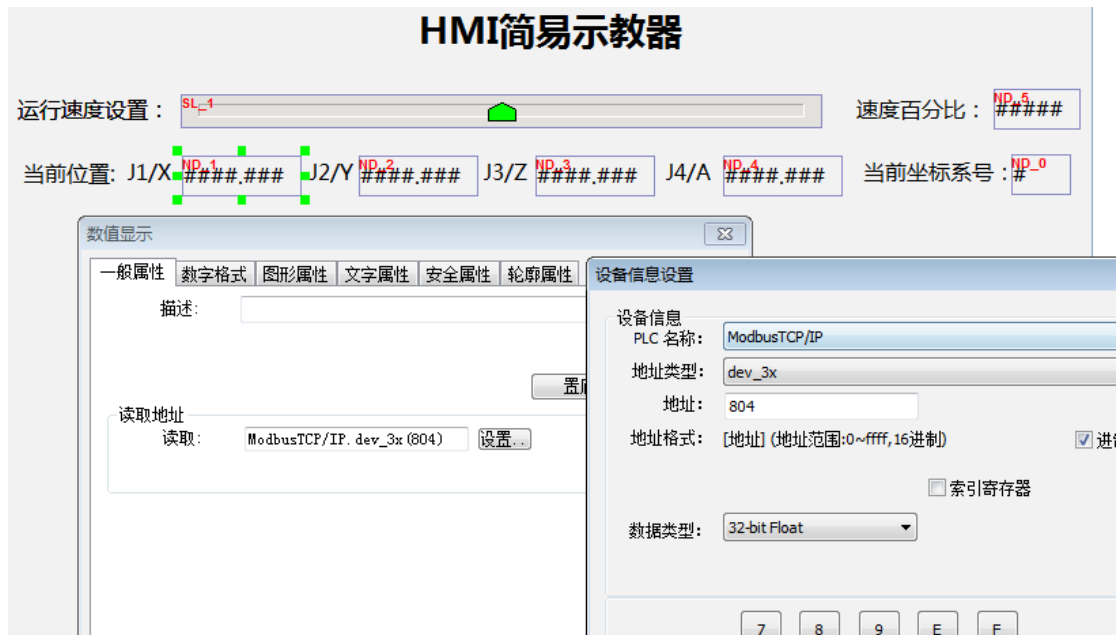 HMI简易示教器
运行速度设置： SL_1 速度百分比： ND_5 #####
当前位置: J1/X ND_1 ####.### J2/Y ND_2 ####.### J3/Z ND_3 ####.### J4/A ND_4 ####.### 当前坐标系号： ND_0 #
数值显示
一般属性 数字格式 图形属性 文字属性 安全属性 轮廓属性
描述:
读取地址
读取: ModbusTCP/IP.dev_3x(804) 设置...
设备信息设置
设备信息
PLC 名称: ModbusTCP/IP
地址类型: dev_3x
地址: 804
地址格式: [地址] (地址范围:0~ffff,16进制)
索引寄存器
数据类型: 32-bit Float
7 8 9 E F